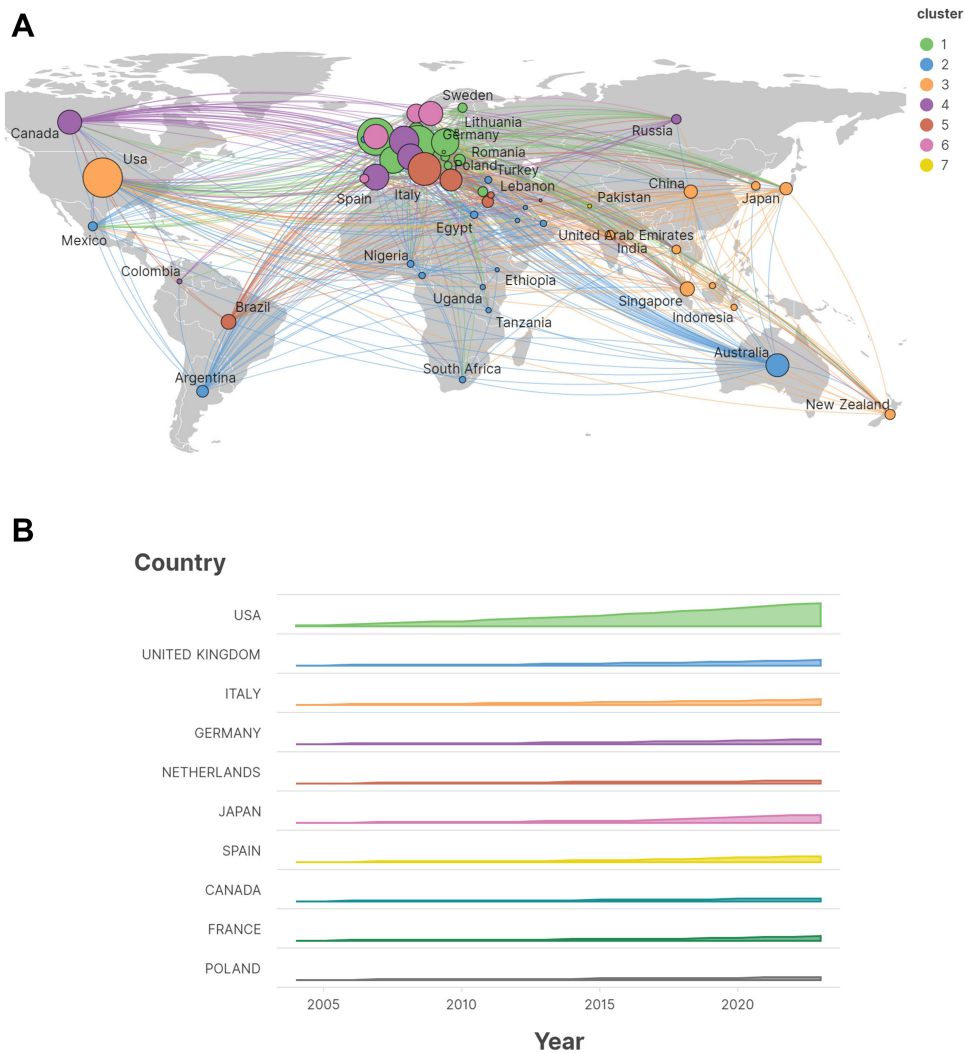 A
cluster
1
2
3
4
5
6
7
Sweden
Lithuania
Canada
Russia
Germany
Usa
Romania
Poland
Turkey
China
Lebanon
Spain
Italy
Pakistan
Japan
Mexico
Egypt
United Arab Emirates
India
Nigeria
Colombia
Ethiopia
Uganda
Singapore
Brazil
Indonesia
Tanzania
Australia
South Africa
Argentina
New Zealand
B
Country
USA
UNITED KINGDOM
ITALY
GERMANY
NETHERLANDS
JAPAN
SPAIN
CANADA
FRANCE
POLAND
2005 2010 2015 2020
Year